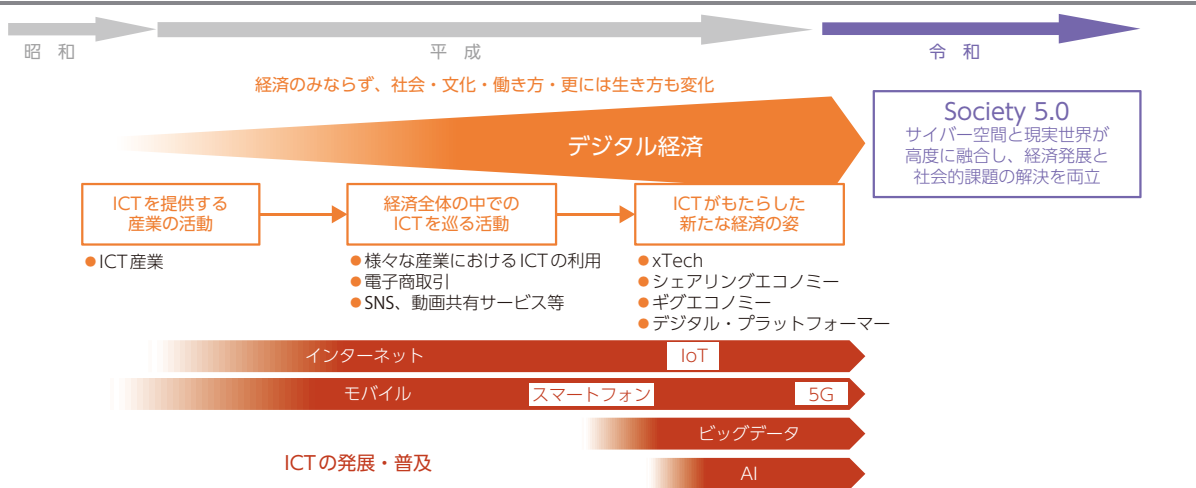 昭 和
平 成
令 和
経済のみならず、社会・文化・働き方・更には生き方も変化
デジタル経済
Society 5.0
サイバー空間と現実世界が
高度に融合し、経済発展と
社会的課題の解決を両立
ICTを提供する
産業の活動
経済全体の中での
ICTを巡る活動
ICTがもたらした
新たな経済の姿
●ICT産業
●様々な産業におけるICTの利用
●電子商取引
●SNS、動画共有サービス等
●xTech
●シェアリングエコノミー
●ギグエコノミー
●デジタル・プラットフォーマー
インターネット
IoT
モバイル
スマートフォン
5G
ビッグデータ
AI
ICTの発展・普及